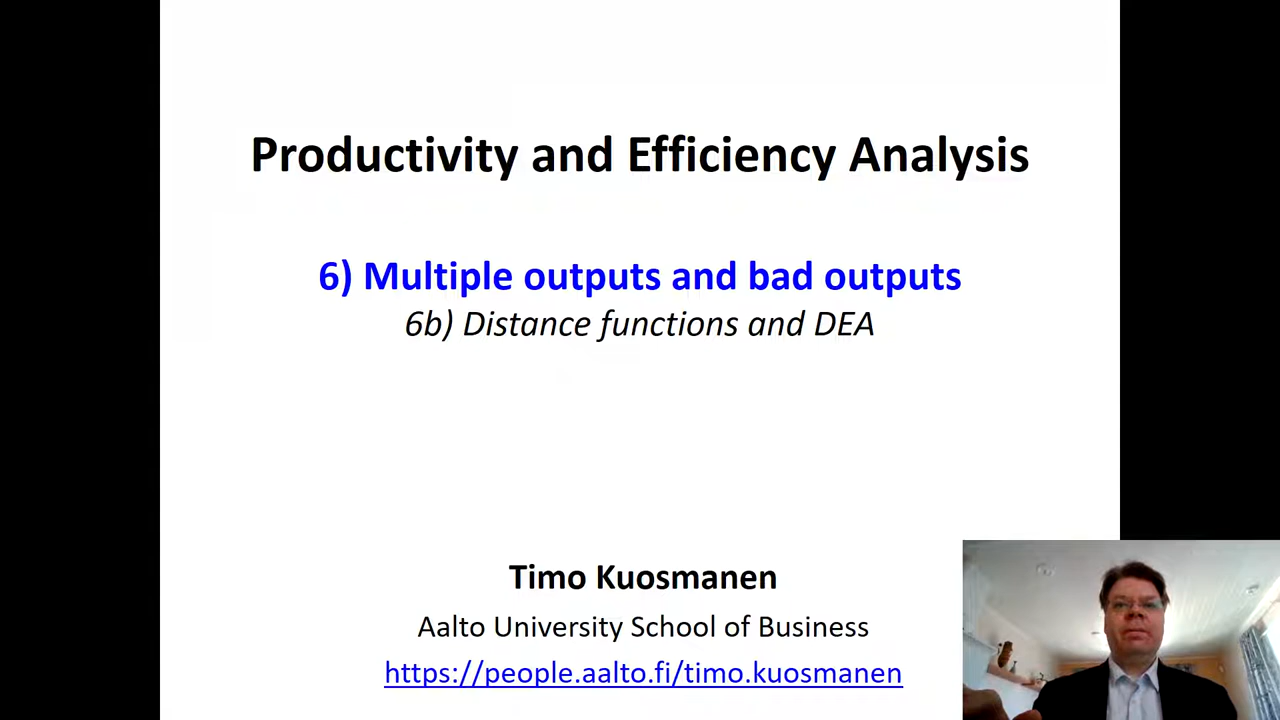 Productivity and Efficiency Analysis
6) Multiple outputs and bad outputs
6b) Distance functions and DEA
Timo Kuosmanen
Aalto University School of Business
https://people.aalto.fi/timo.kuosmanen